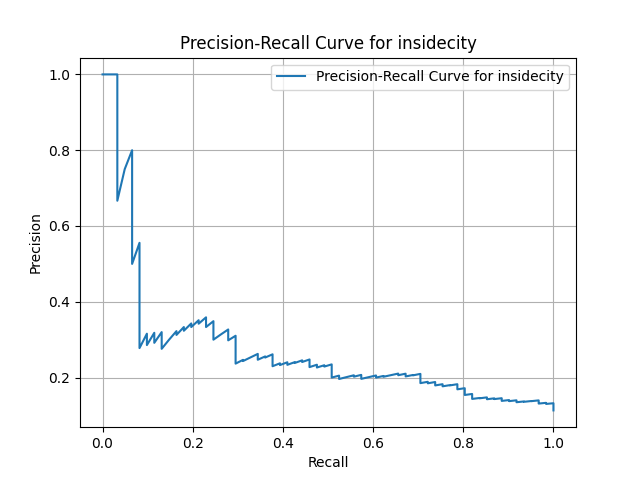 Precision-Recall Curve for insidecity
Precision-Recall Curve for insidecity
1.0
0.8
0.6
0.4
0.2
Precision
0.0 0.2 0.4 0.6 0.8 1.0
Recall